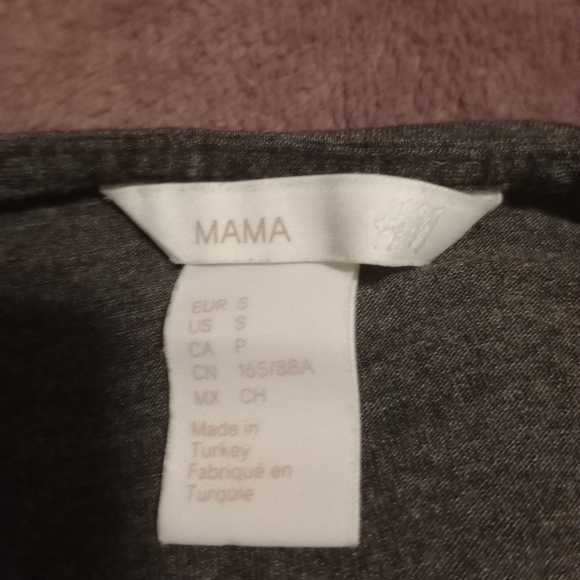 MAMA H&M
EUR S
US S
CA P
CN 165/88A
MX CH
Made in
Turkey
Fabriqué en
Turquie